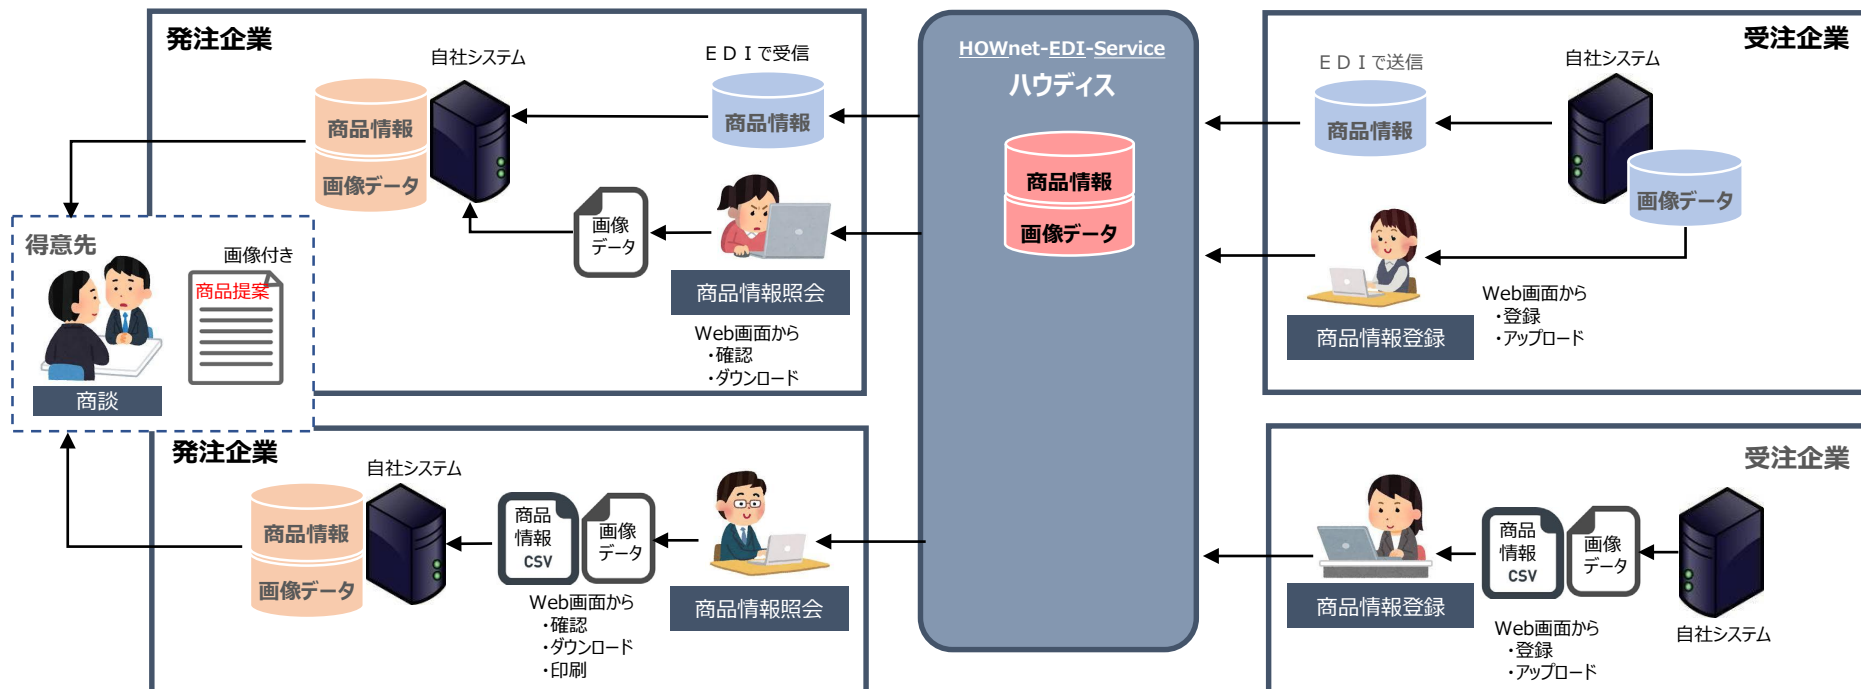 発注企業
自社システム
ＥＤＩで受信
商品情報
画像データ
商品情報
画像
データ
商品情報照会
Web画面から
・確認
・ダウンロード
得意先
画像付き
商品提案
商談
発注企業
自社システム
商品情報
画像データ
商品
情報
CSV
画像
データ
Web画面から
・確認
・ダウンロード
・印刷
商品情報照会
HOWnet-EDI-Service
ハウディス
商品情報
画像データ
受注企業
ＥＤＩで送信
自社システム
商品情報
画像データ
Web画面から
・登録
・アップロード
商品情報登録
受注企業
商品
情報
CSV
画像
データ
商品情報登録
Web画面から
・登録
・アップロード
自社システム